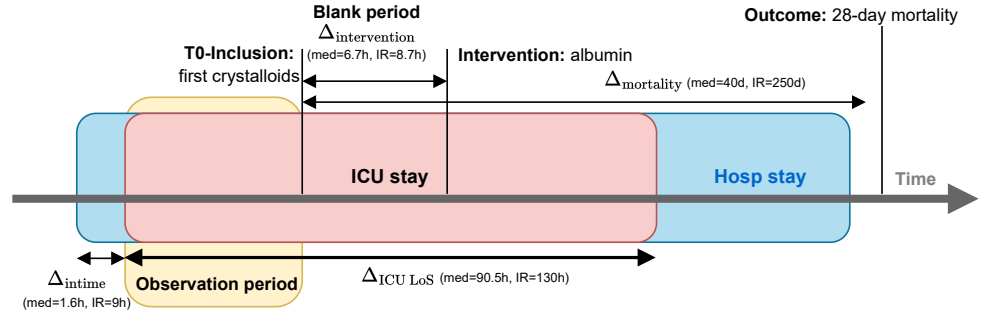 Blank period
Δintervention
(med=6.7h, IR=8.7h)
Outcome: 28-day mortality
T0-Inclusion:
first crystalloids
Intervention: albumin
Δmortality (med=40d, IR=250d)
ICU stay
Hosp stay
Time
Δintime
(med=1.6h, IR=9h)
Observation period
ΔICU LoS (med=90.5h, IR=130h)